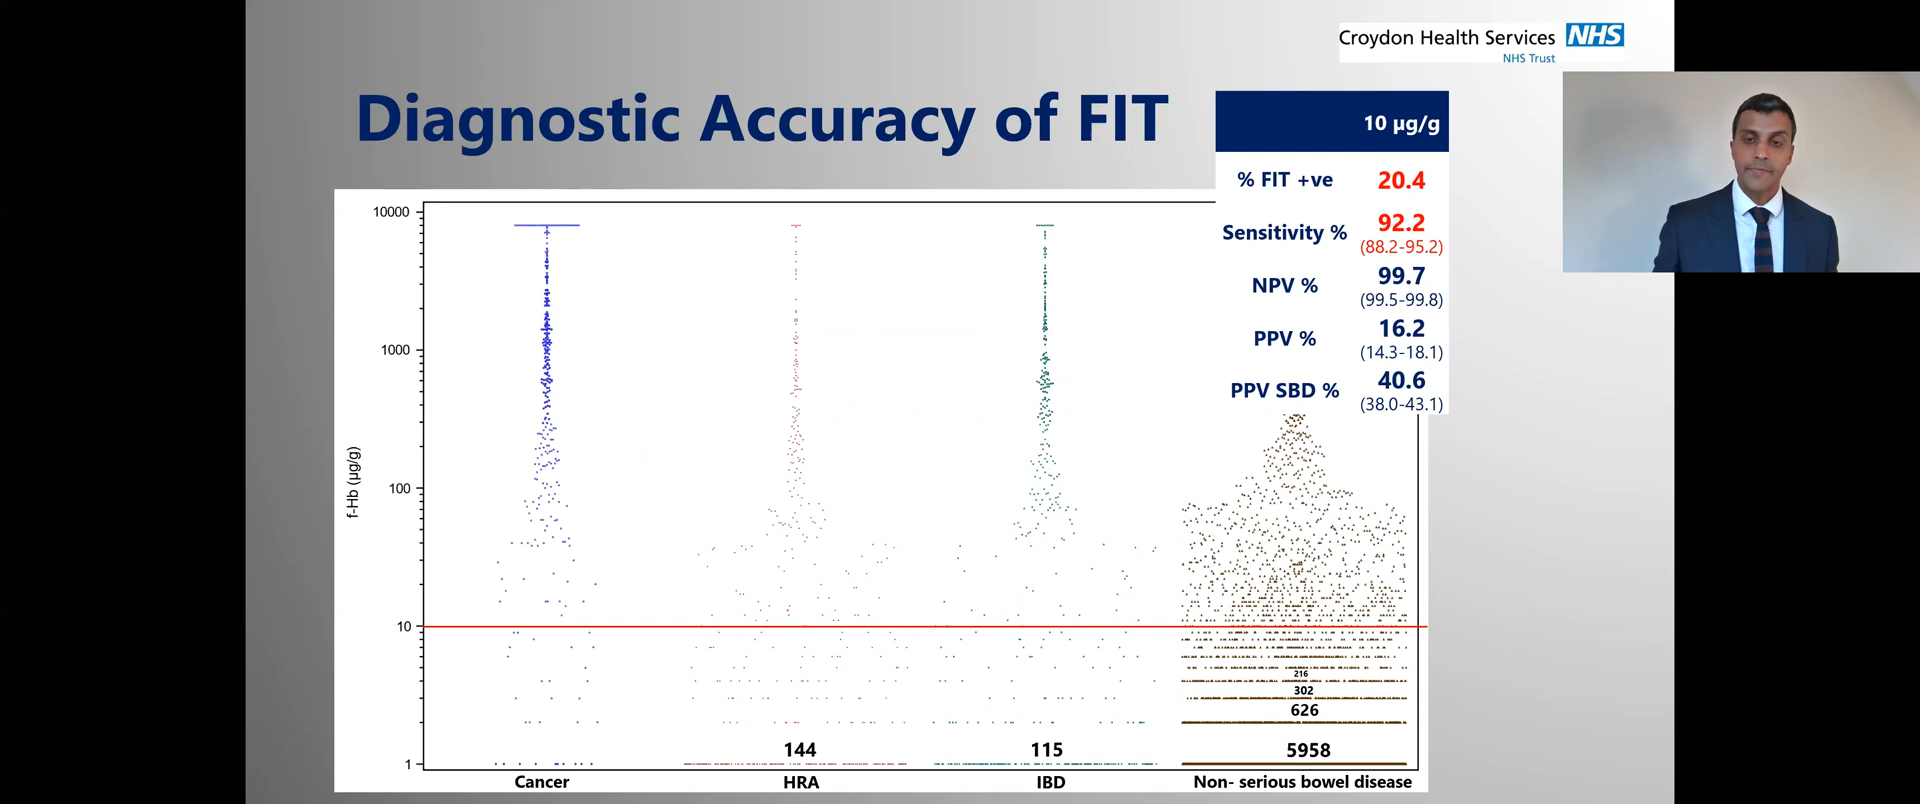 Croydon Health Services NHS
NHS Trust
Diagnostic Accuracy of FIT
10 µg/g
% FIT +ve 20.4
Sensitivity % 92.2
(88.2-95.2)
NPV % 99.7
(99.5-99.8)
PPV % 16.2
(14.3-18.1)
PPV SBD % 40.6
(38.0-43.1)
f-Hb (µg/g)
10000
1000
100
10
1
216
302
626
144 115 5958
Cancer HRA IBD Non- serious bowel disease